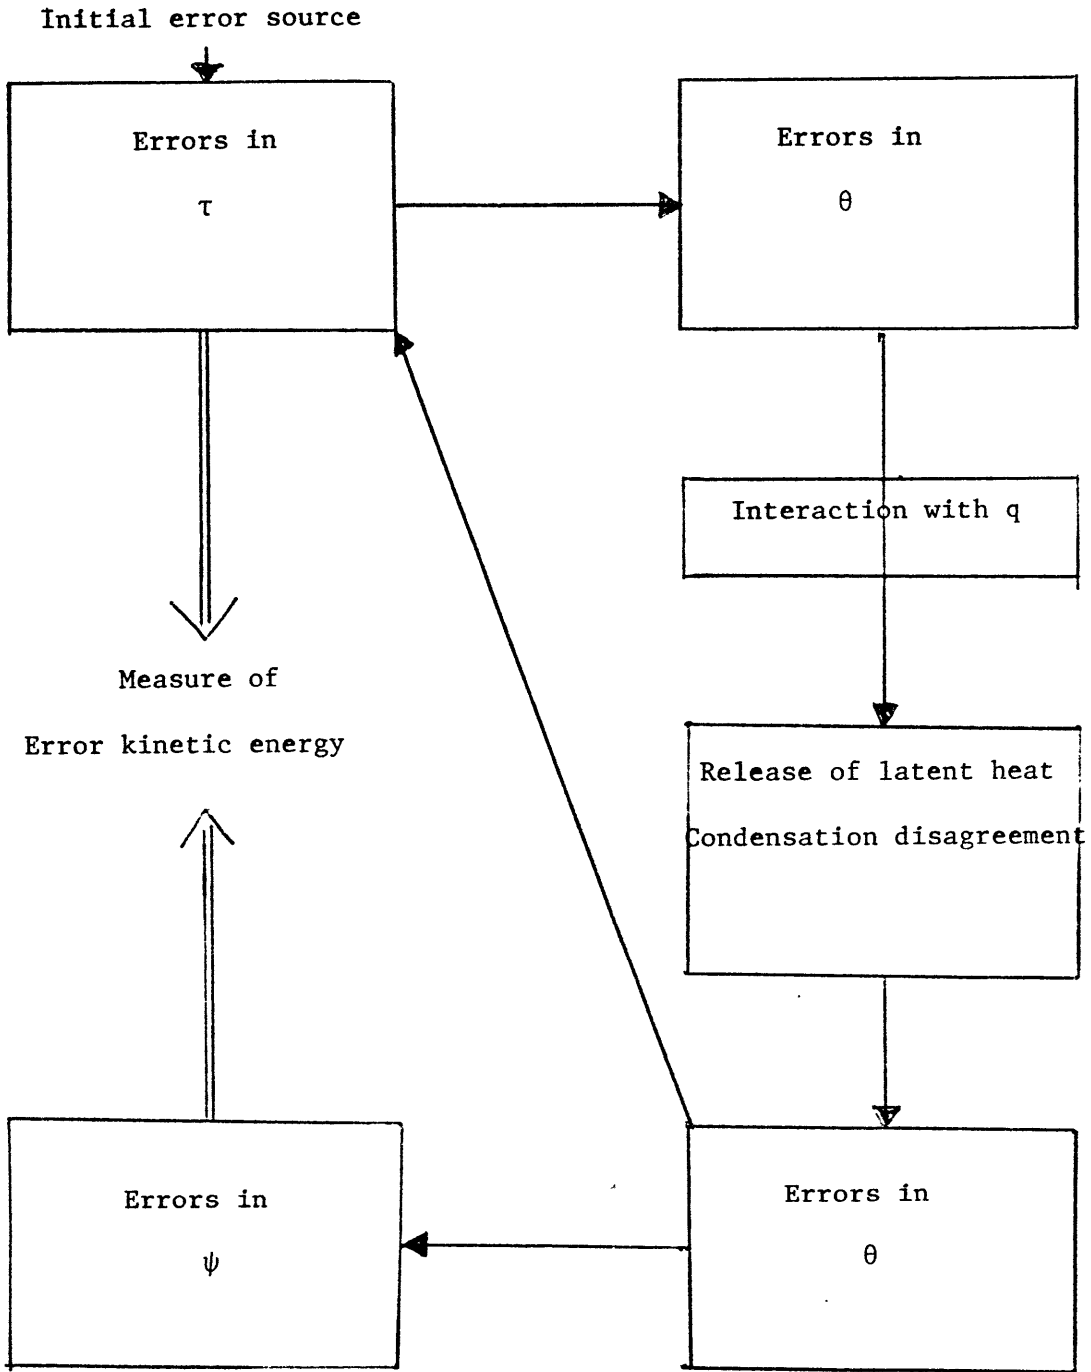 Initial error source
Errors in
τ
Errors in
θ
Interaction with q
Measure of
Error kinetic energy
Release of latent heat
Condensation disagreement
Errors in
ψ
Errors in
θ